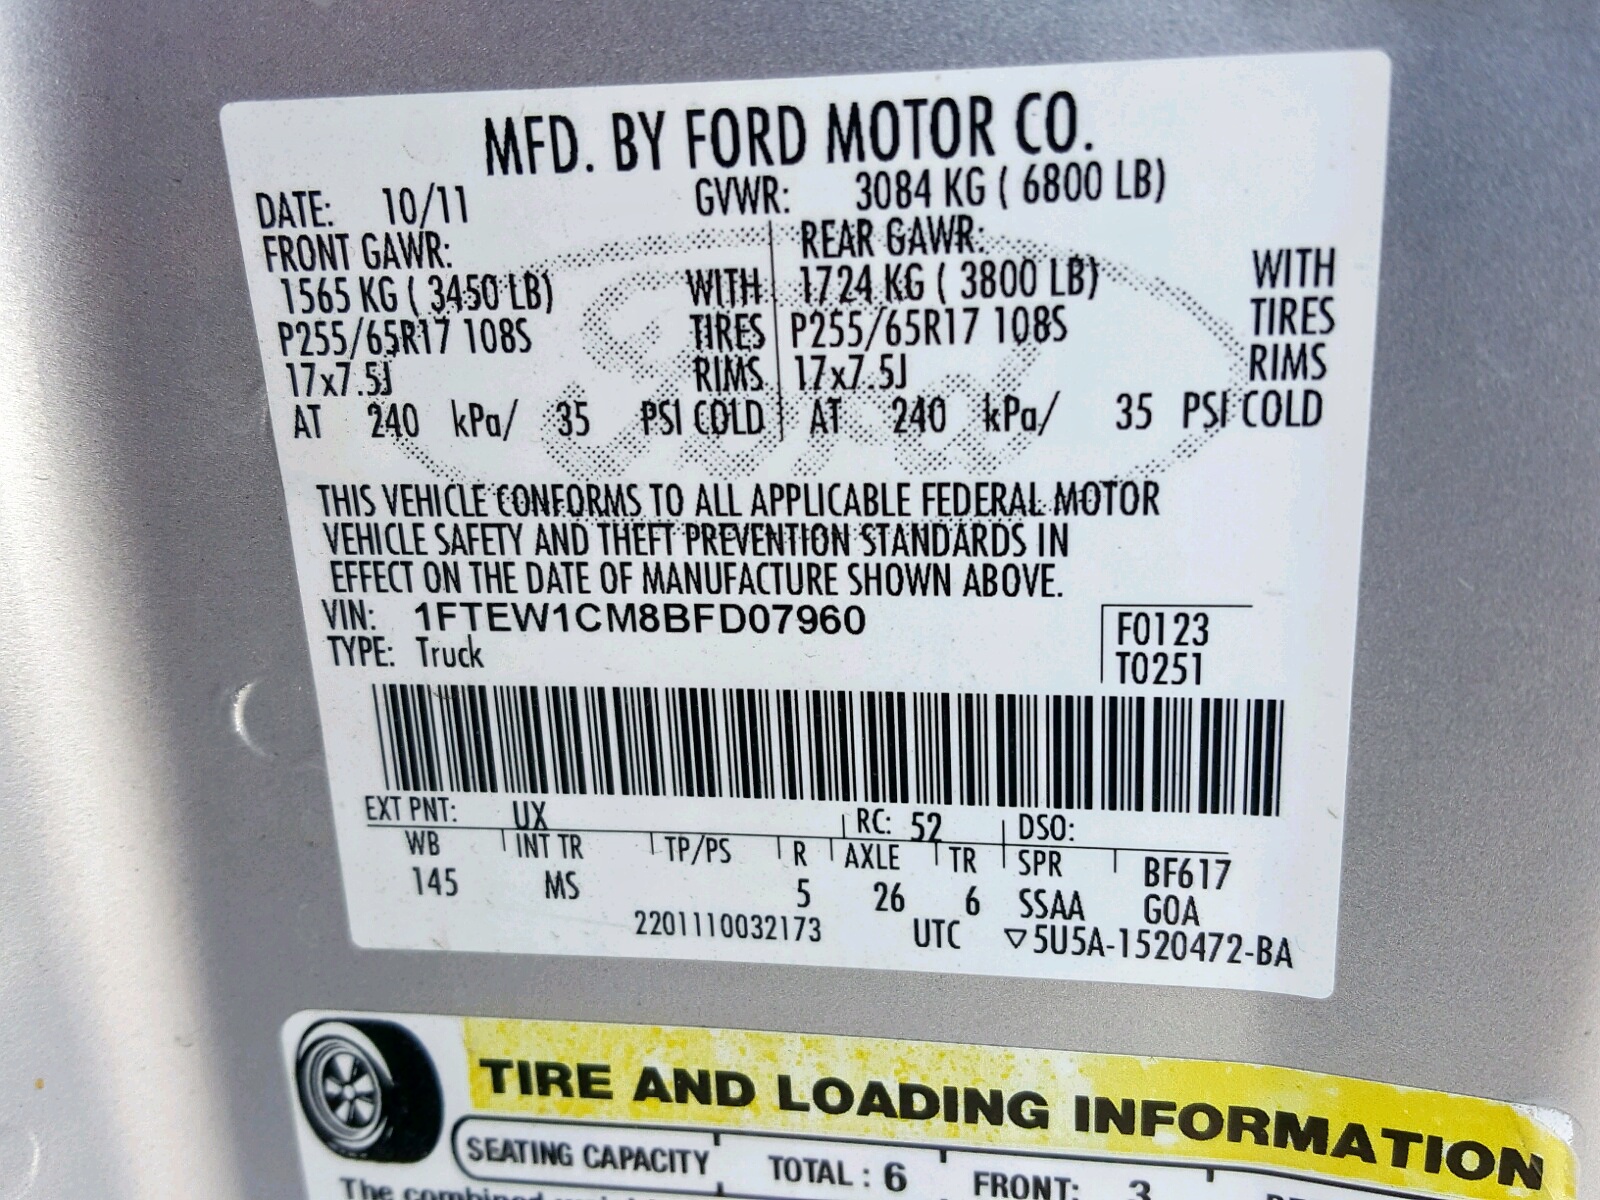 MFD. BY FORD MOTOR CO.
DATE: 10/11 GVWR: 3084 KG ( 6800 LB)
FRONT GAWR: REAR GAWR:
1565 KG ( 3450 LB) WITH 1724 KG ( 3800 LB) WITH
P255/65R17 108S TIRES P255/65R17 108S TIRES
17x7.5J RIMS 17x7.5J RIMS
AT 240 kPa/ 35 PSI COLD AT 240 kPa/ 35 PSI COLD
THIS VEHICLE CONFORMS TO ALL APPLICABLE FEDERAL MOTOR
VEHICLE SAFETY AND THEFT PREVENTION STANDARDS IN
EFFECT ON THE DATE OF MANUFACTURE SHOWN ABOVE.
VIN: 1FTEW1CM8BFD07960 F0123
TYPE: Truck T0251
EXT PNT: UX RC: 52 DSO:
WB INT TR TP/PS R AXLE TR SPR BF617
145 MS 5 26 6 SSAA GOA
2201110032173 UTC ▽5U5A-1520472-BA
TIRE AND LOADING INFORMATION
SEATING CAPACITY TOTAL : 6 FRONT: 3
The combined